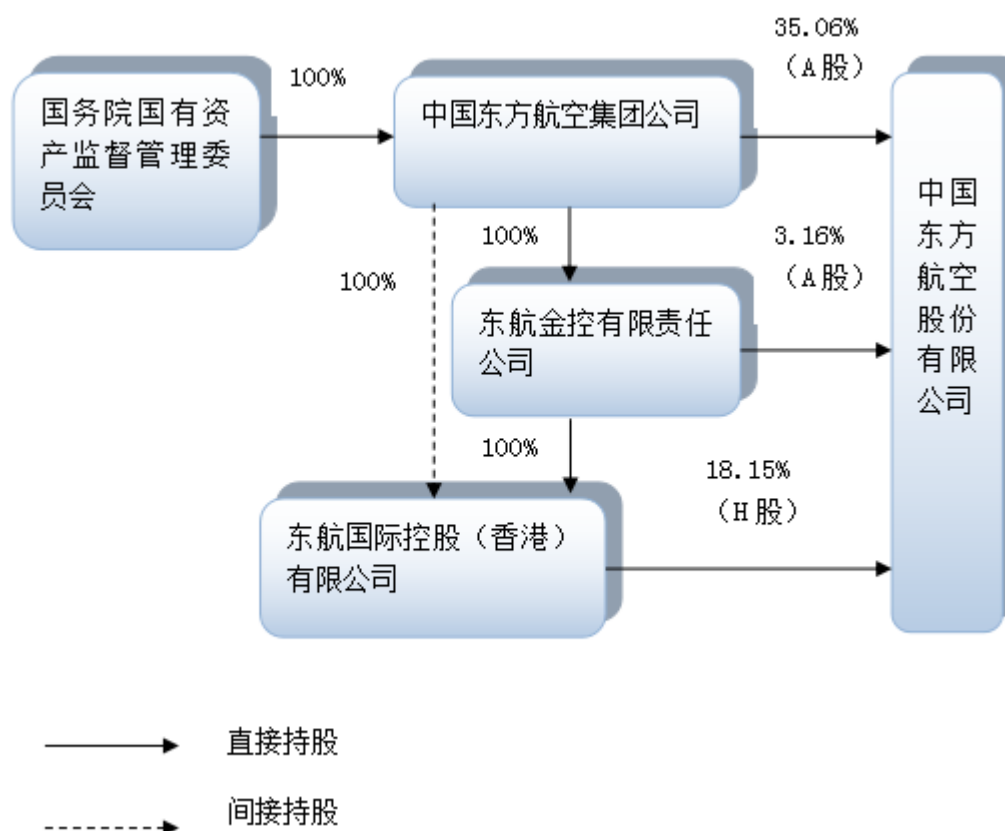 35.06%
（A股）
100%
国务院国有资
产监督管理委
员会
中国东方航空集团公司
中国
东方
航空
股份
有限
公司
100%
3.16%
（A股）
100%
东航金控有限责任
公司
100%
18.15%
（H股）
东航国际控股（香港）
有限公司
直接持股
间接持股